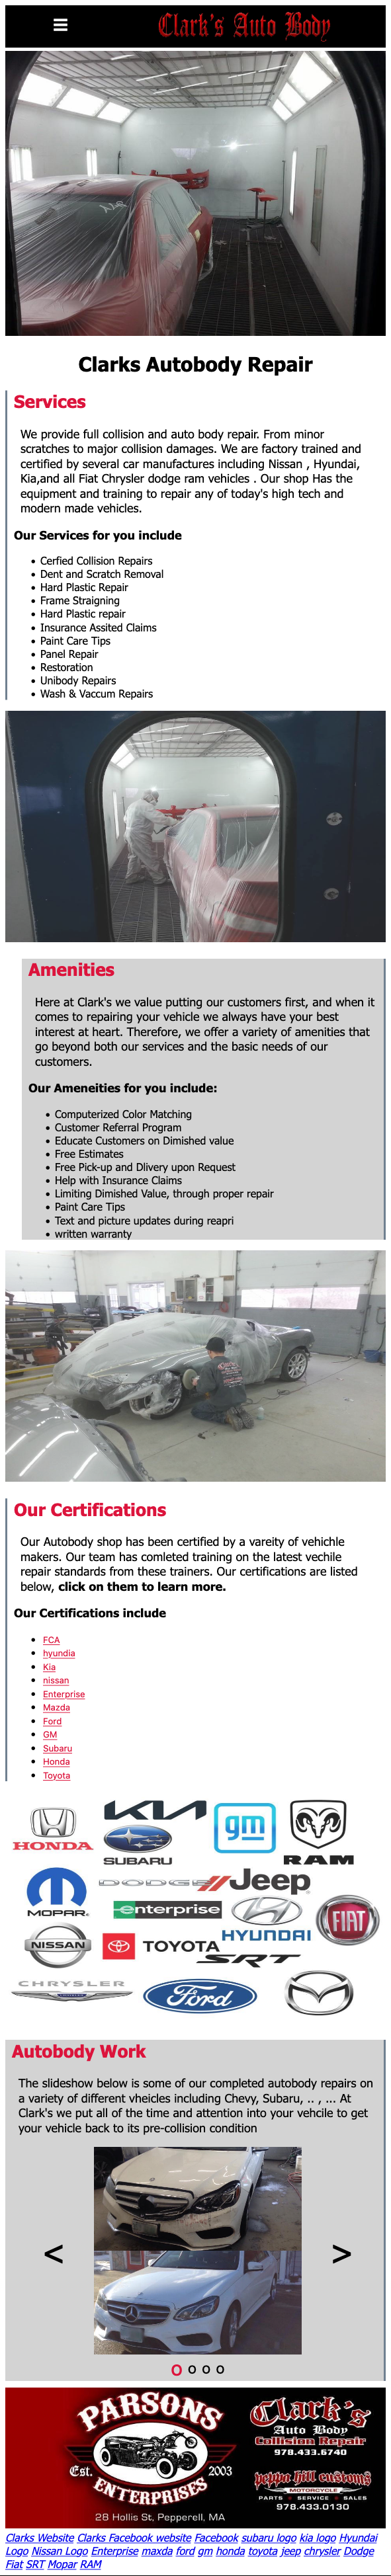 Clark's Auto Body
Clarks Autobody Repair
Services
We provide full collision and auto body repair. From minor
scratches to major collision damages. We are factory trained and
certified by several car manufactures including Nissan , Hyundai,
Kia,and all Fiat Chrysler dodge ram vehicles . Our shop Has the
equipment and training to repair any of today's high tech and
modern made vehicles.
Our Services for you include
Cerfied Collision Repairs
Dent and Scratch Removal
Hard Plastic Repair
Frame Straigning
Hard Plastic repair
Insurance Assited Claims
Paint Care Tips
Panel Repair
Restoration
Unibody Repairs
Wash & Vaccum Repairs
Amenities
Here at Clark's we value putting our customers first, and when it
comes to repairing your vehicle we always have your best
interest at heart. Therefore, we offer a variety of amenities that
go beyond both our services and the basic needs of our
customers.
Our Ameneities for you include:
Computerized Color Matching
Customer Referral Program
Educate Customers on Dimished value
Free Estimates
Free Pick-up and Dlivery upon Request
Help with Insurance Claims
Limiting Dimished Value, through proper repair
Paint Care Tips
Text and picture updates during reapri
written warranty
Our Certifications
Our Autobody shop has been certified by a vareity of vehichle
makers. Our team has comleted training on the latest vechile
repair standards from these trainers. Our certifications are listed
below, click on them to learn more.
Our Certifications include
FCA
hyundia
Kia
nissan
Enterprise
Mazda
Ford
GM
Subaru
Honda
Toyota
HONDA
KIA
SUBARU
gm
RAM
MOPAR
DODGE
Jeep
enterprise
HYUNDAI
FIAT
NISSAN
TOYOTA
SRT
CHRYSLER
Ford
Autobody Work
The slideshow below is some of our completed autobody repairs on
a variety of different vheicles including Chevy, Subaru, .. , ... At
Clark's we put all of the time and attention into your vehcile to get
your vehicle back to its pre-collision condition
< >
O O O O
PARSONS
Est. 2003
ENTERPRISES
28 Hollis St, Pepperell, MA
Clark's
Auto Body
Collision Repair
978.433.6740
peppa hill customs
MOTORCYCLE
PARTS + SERVICE + SALES
978.433.0130
Clarks Website Clarks Facebook website Facebook subaru logo kia logo Hyundai
Logo Nissan Logo Enterprise maxda ford gm honda toyota jeep chrysler Dodge
Fiat SRT Mopar RAM